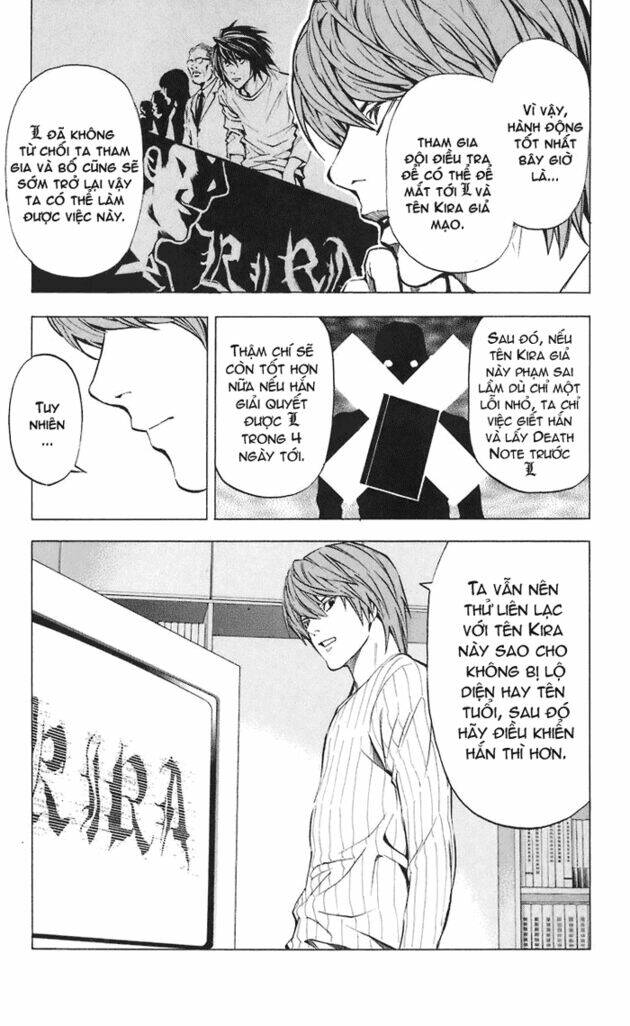 Vì vậy,
hành động
tốt nhất
bây giờ
là...
Tham gia
đội điều tra
để có thể để
mắt tới L và
tên Kira giả
mạo.
L đã không
từ chối ta tham
gia và bố cũng sẽ
sớm trở lại vậy
ta có thể làm
được việc này.
KIRA
Sau đó, nếu
tên Kira giả
này phạm sai
lầm dù chỉ một
lỗi nhỏ, ta chỉ
việc giết hắn
và lấy Death
Note trước
L
Thậm chí sẽ
còn tốt hơn
nữa nếu hắn
giải quyết
được L
trong 4
ngày tới.
Tuy
nhiên
...
Ta vẫn nên
thử liên lạc
với tên Kira
này sao cho
không bị lộ
diện hay tên
tuổi, sau đó
hãy điều khiển
hắn thì hơn.
KIRA